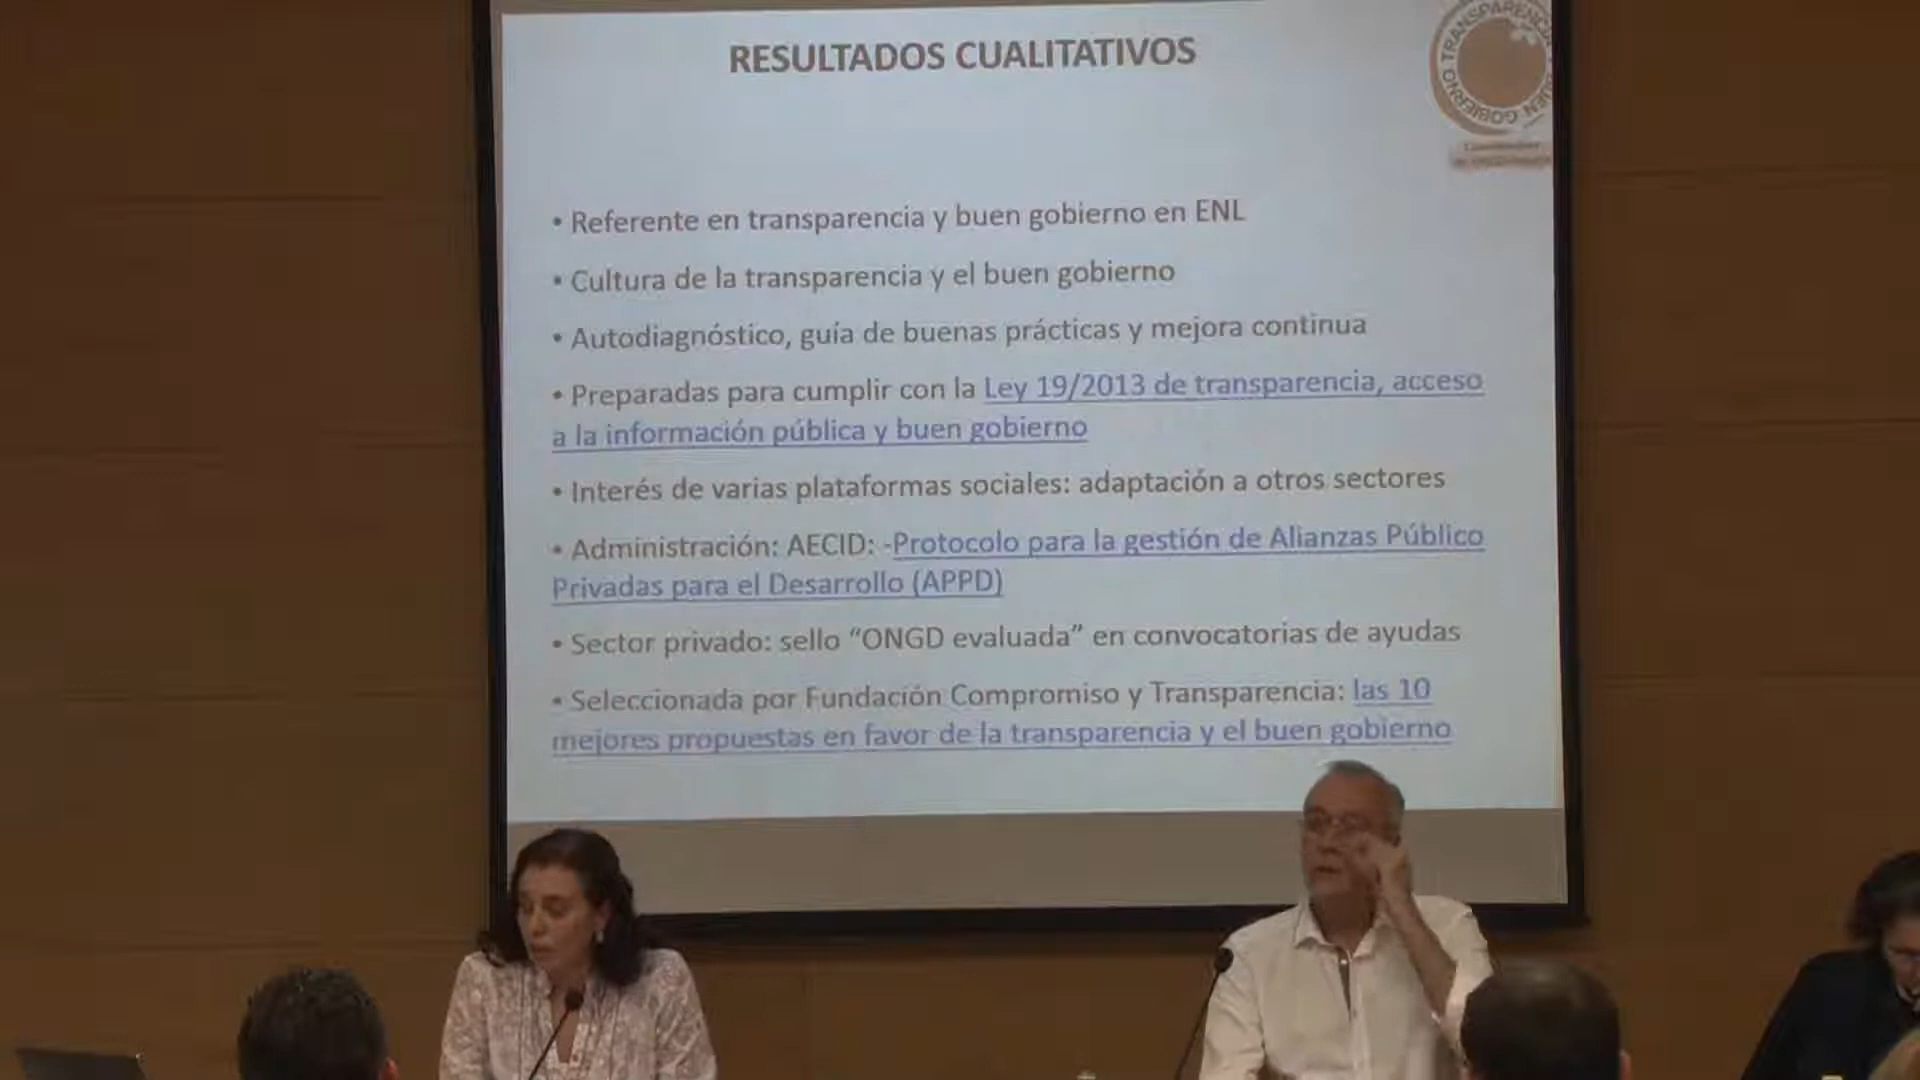 RESULTADOS CUALITATIVOS
TRANSPARENCIA Y BUEN GOBIERNO
• Referente en transparencia y buen gobierno en ENL
• Cultura de la transparencia y el buen gobierno
• Autodiagnóstico, guía de buenas prácticas y mejora continua
• Preparadas para cumplir con la Ley 19/2013 de transparencia, acceso
a la información pública y buen gobierno
• Interés de varias plataformas sociales: adaptación a otros sectores
• Administración: AECID: -Protocolo para la gestión de Alianzas Público
Privadas para el Desarrollo (APPD)
• Sector privado: sello “ONGD evaluada” en convocatorias de ayudas
• Seleccionada por Fundación Compromiso y Transparencia: las 10
mejores propuestas en favor de la transparencia y el buen gobierno